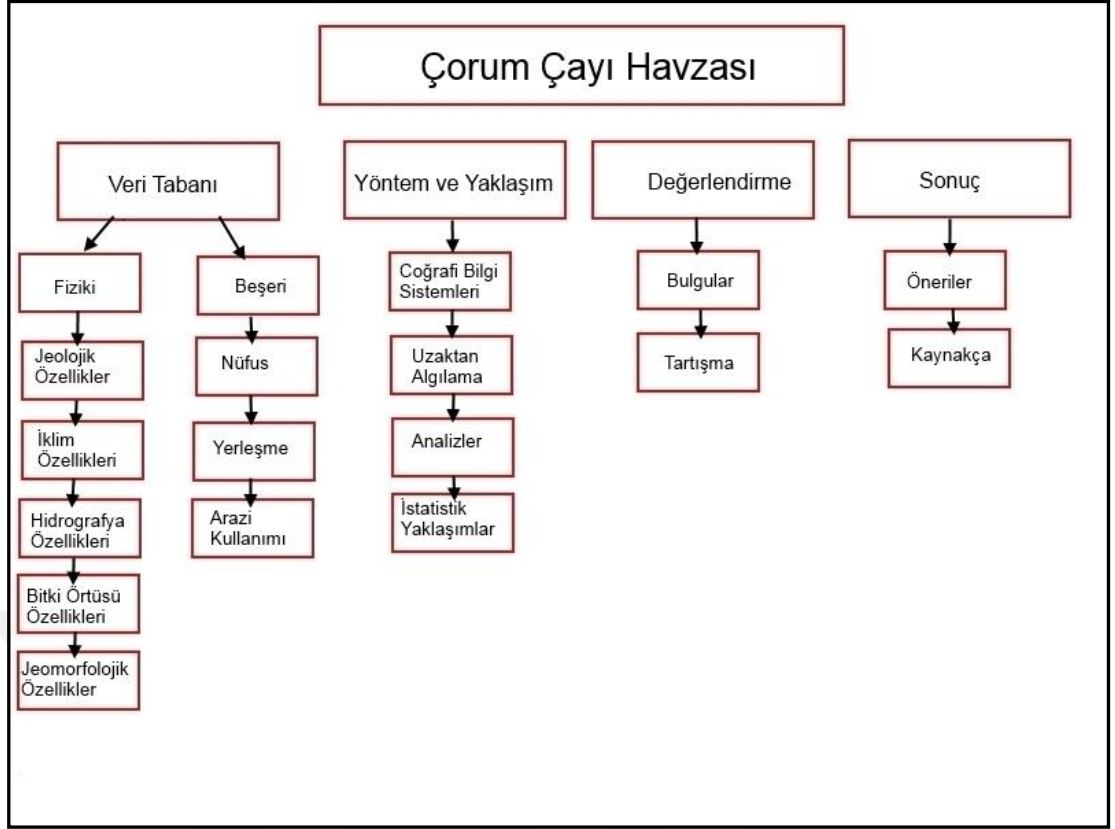 Çorum Çayı Havzası
Veri Tabanı
Yöntem ve Yaklaşım
Değerlendirme
Sonuç
Fiziki
Jeolojik
Özellikler
İklim
Özellikleri
Hidrografya
Özellikleri
Bitki Örtüsü
Özellikleri
Jeomorfolojik
Özellikler
Beşeri
Nüfus
Yerleşme
Arazi
Kullanımı
Coğrafi Bilgi
Sistemleri
Uzaktan
Algılama
Analizler
İstatistik
Yaklaşımlar
Bulgular
Tartışma
Öneriler
Kaynakça